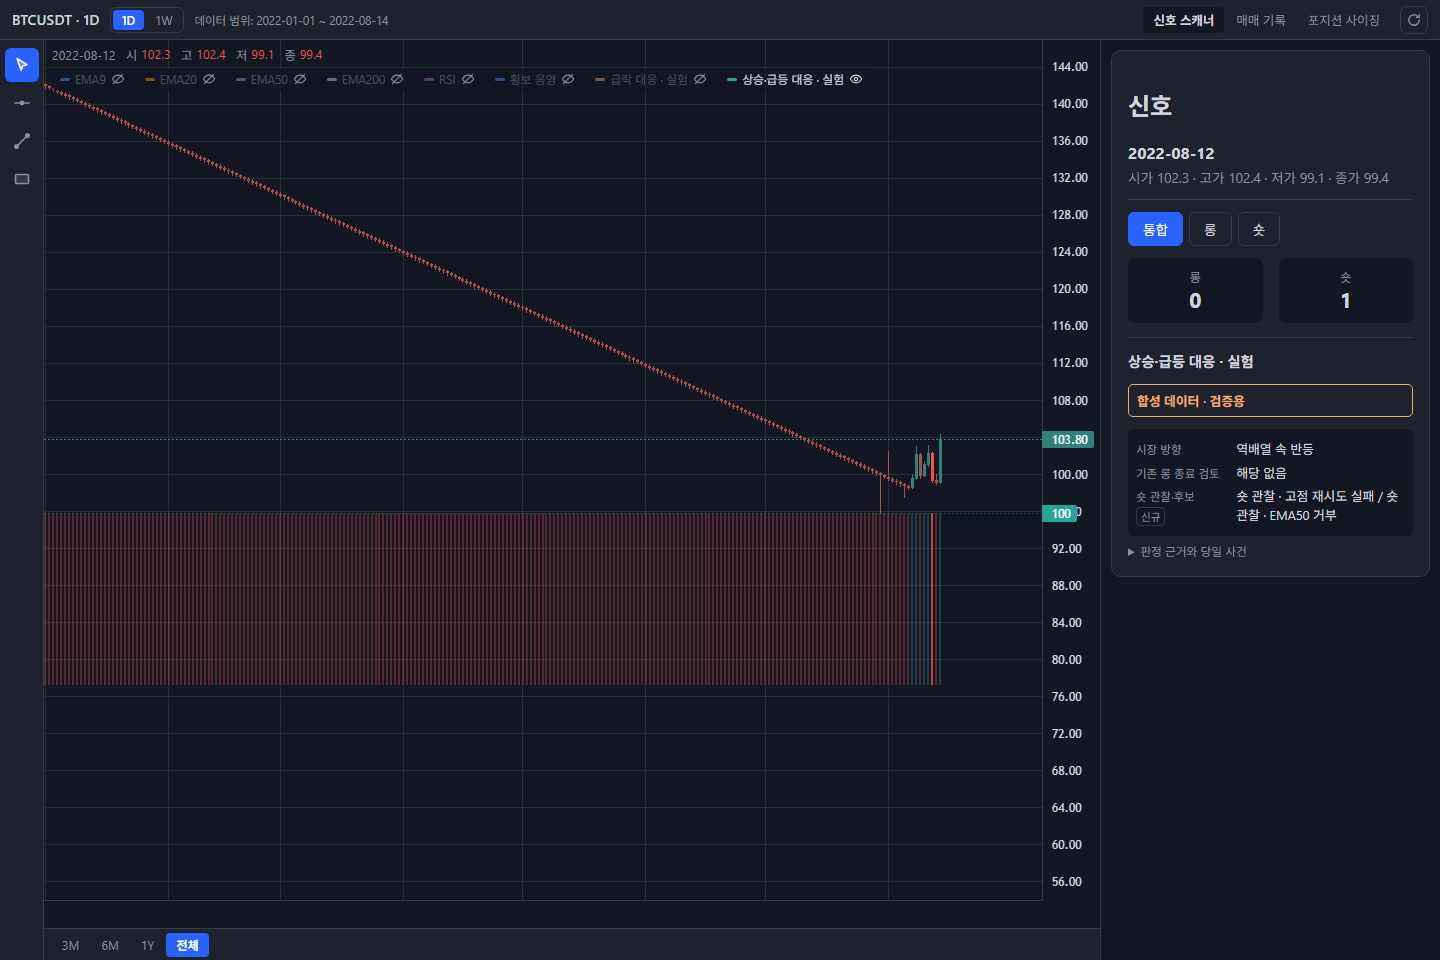 BTCUSDT · 1D 1D 1W 데이터 범위: 2022-01-01 ~ 2022-08-14 신호 스캐너 매매 기록 포지션 사이징
2022-08-12 시 102.3 고 102.4 저 99.1 종 99.4
EMA9 EMA20 EMA50 EMA200 RSI 횡보 음영 급락 대응 · 실험 상승·급등 대응 · 실험
144.00
140.00
136.00
132.00
128.00
124.00
120.00
116.00
112.00
108.00
103.80
100.00
100
92.00
88.00
84.00
80.00
76.00
72.00
68.00
64.00
60.00
56.00
3M 6M 1Y 전체
신호
2022-08-12
시가 102.3 · 고가 102.4 · 저가 99.1 · 종가 99.4
통합 롱 숏
롱 숏
0 1
상승·급등 대응 · 실험
합성 데이터 · 검증용
시장 방향 역배열 속 반등
기존 롱 종료 검토 해당 없음
숏 관찰·후보 숏 관찰 · 고점 재시도 실패 / 숏
신규 관찰 · EMA50 거부
판정 근거와 당일 사건